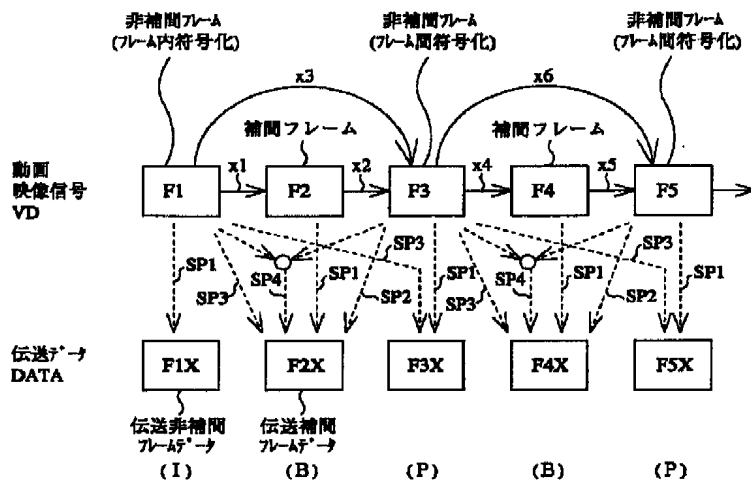 非補間フレーム
(フレーム内符号化)
非補間フレーム
(フレーム間符号化)
非補間フレーム
(フレーム間符号化)
x3
x6
補間フレーム
補間フレーム
動画
映像信号
VD
F1
x1
F2
x2
F3
x4
F4
x5
F5
SP1
SP3
SP4
SP1
SP3
SP2
SP1
SP3
SP4
SP1
SP3
SP2
SP1
伝送データ
DATA
F1X
F2X
F3X
F4X
F5X
伝送非補間
フレームデータ
伝送補間
フレームデータ
(I)
(B)
(P)
(B)
(P)